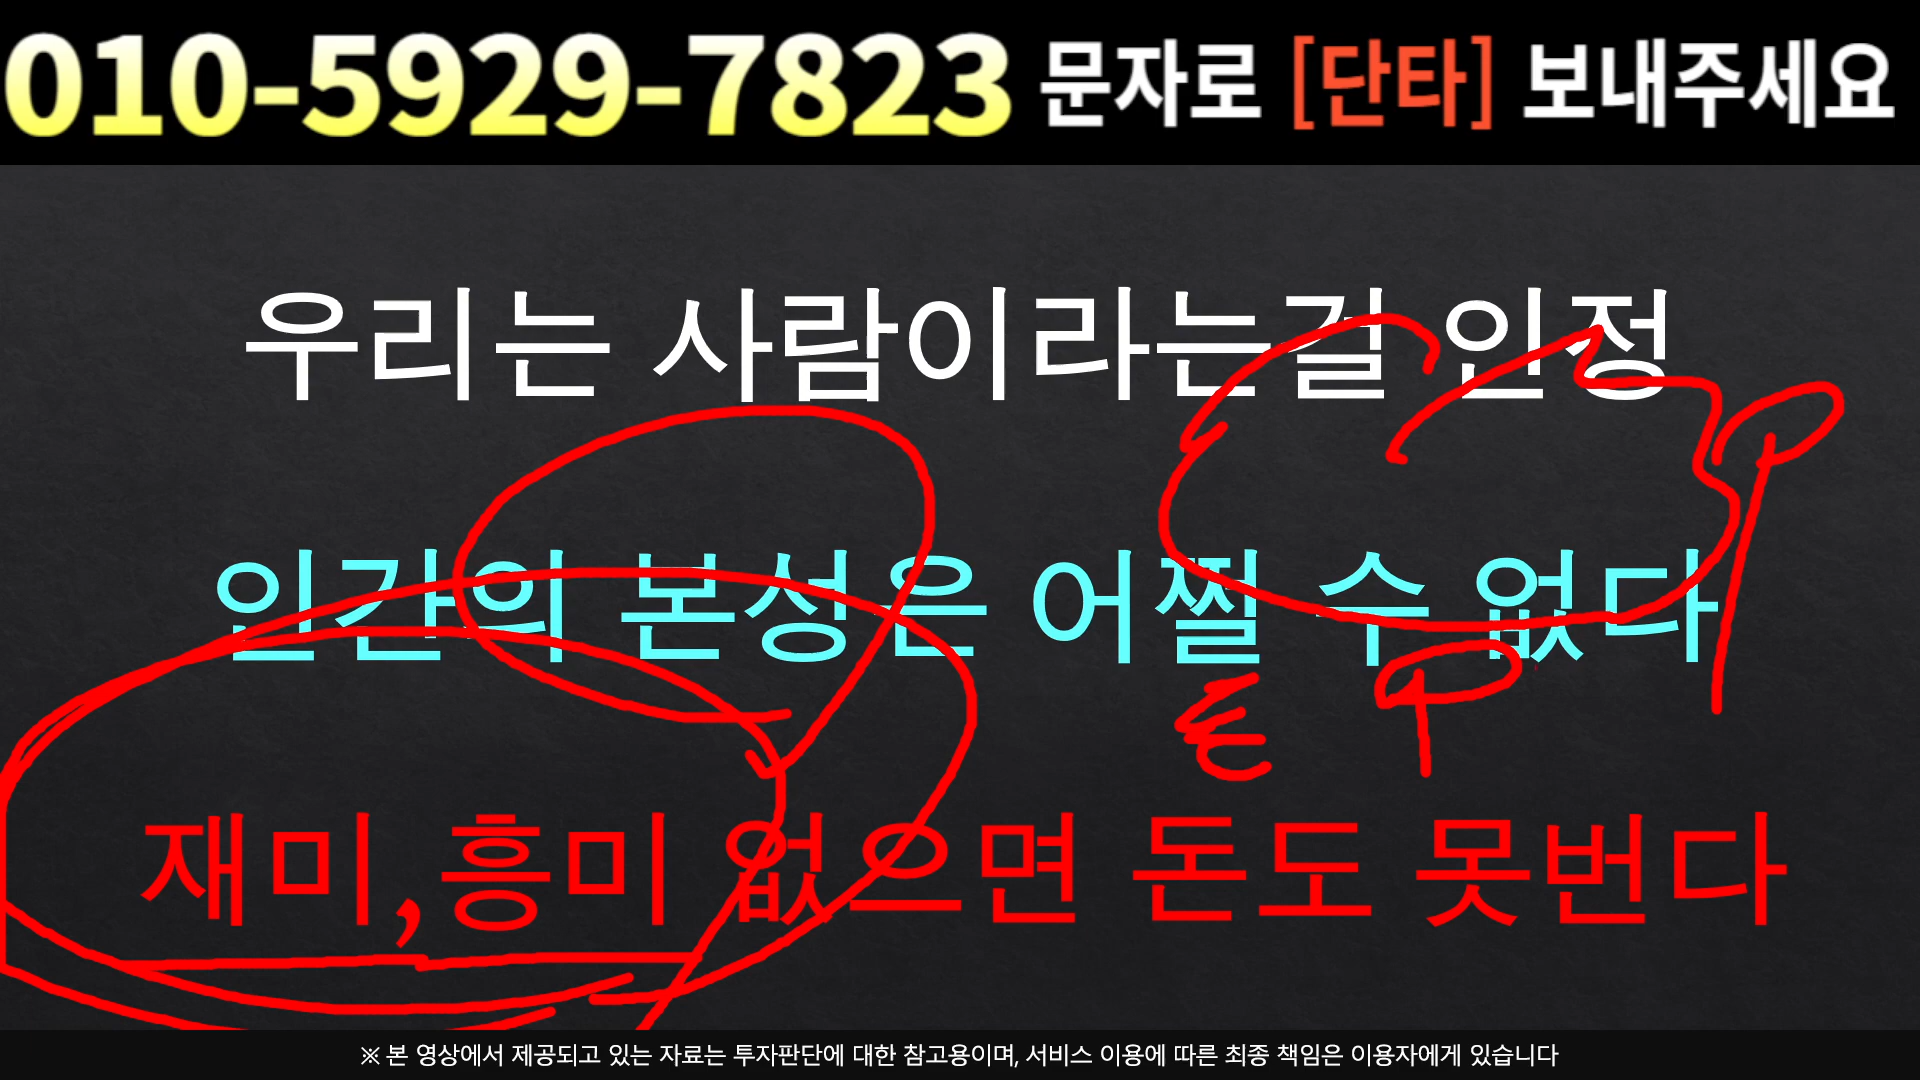 010-5929-7823 문자로 [단타] 보내주세요
우리는 사람이라는걸 인정
인간의 본성은 어쩔 수 없다
재미,흥미 없으면 돈도 못번다
※ 본 영상에서 제공되고 있는 자료는 투자판단에 대한 참고용이며, 서비스 이용에 따른 최종 책임은 이용자에게 있습니다